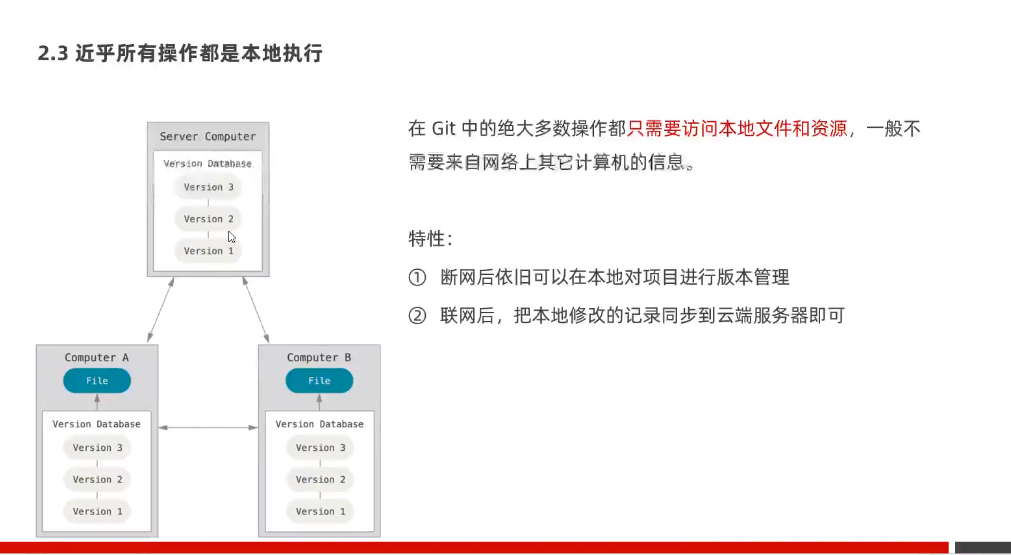 2.3 近乎所有操作都是本地执行
Server Computer
Version Database
Version 3
Version 2
Version 1
Computer A
File
Version Database
Version 3
Version 2
Version 1
Computer B
File
Version Database
Version 3
Version 2
Version 1
在 Git 中的绝大多数操作都只需要访问本地文件和资源，一般不
需要来自网络上其它计算机的信息。
特性：
① 断网后依旧可以在本地对项目进行版本管理
② 联网后，把本地修改的记录同步到云端服务器即可